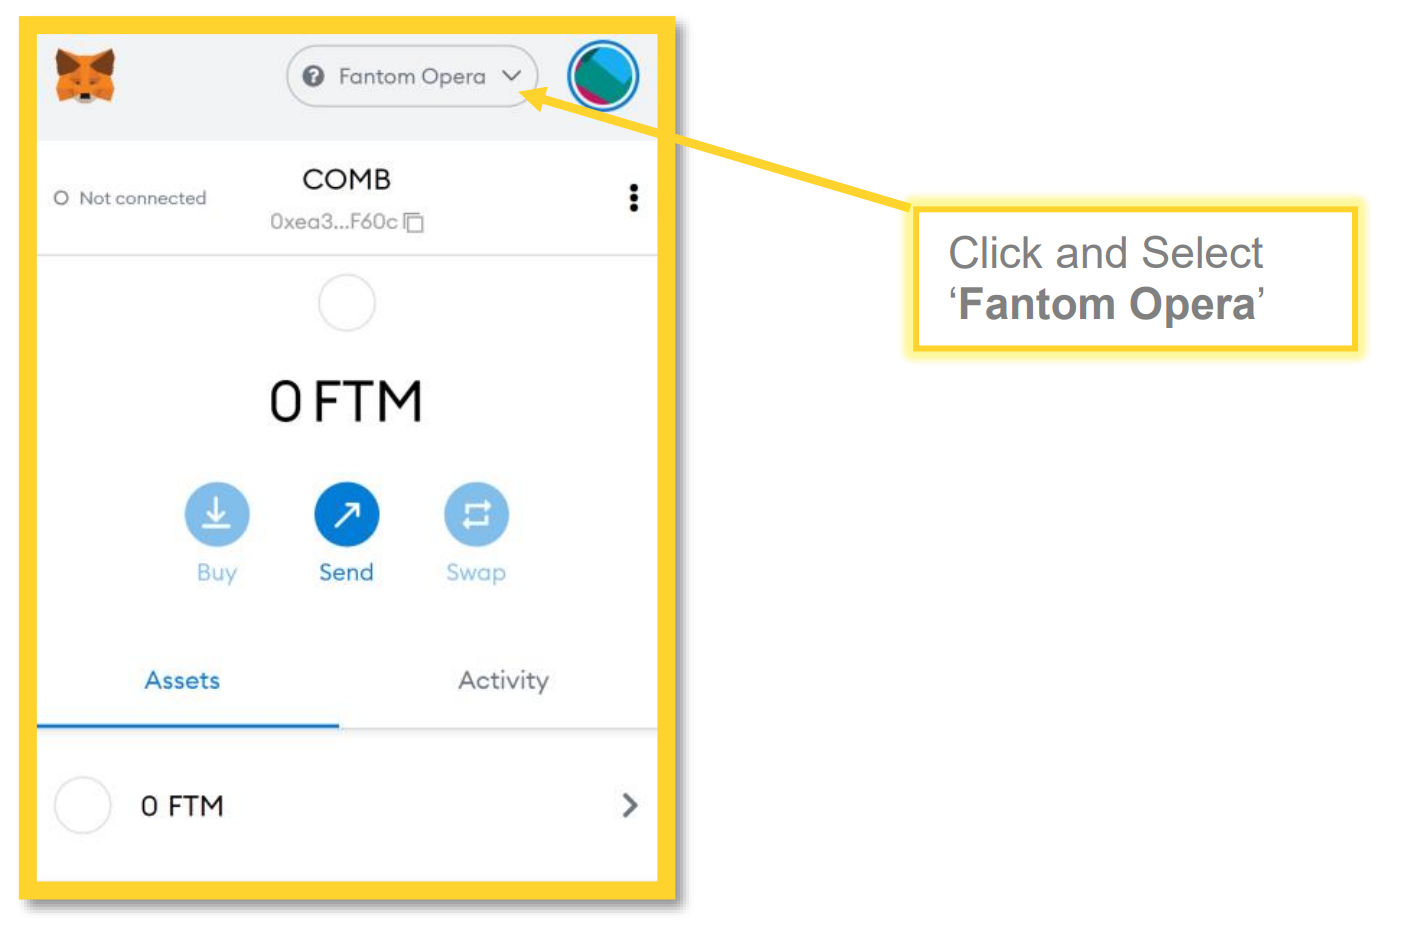 Fantom Opera
Not connected
COMB
0xea3...F60c
0 FTM
Buy
Send
Swap
Assets
Activity
0 FTM
Click and Select
‘Fantom Opera’